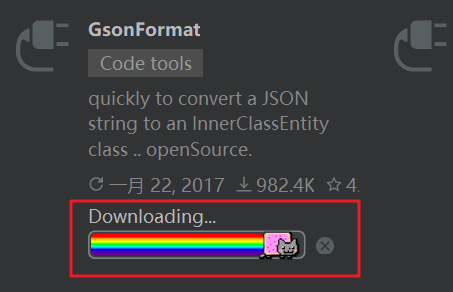 GsonFormat
Code tools
quickly to convert a JSON
string to an InnerClassEntity
class .. openSource.
一月 22, 2017 982.4K 4.
Downloading...